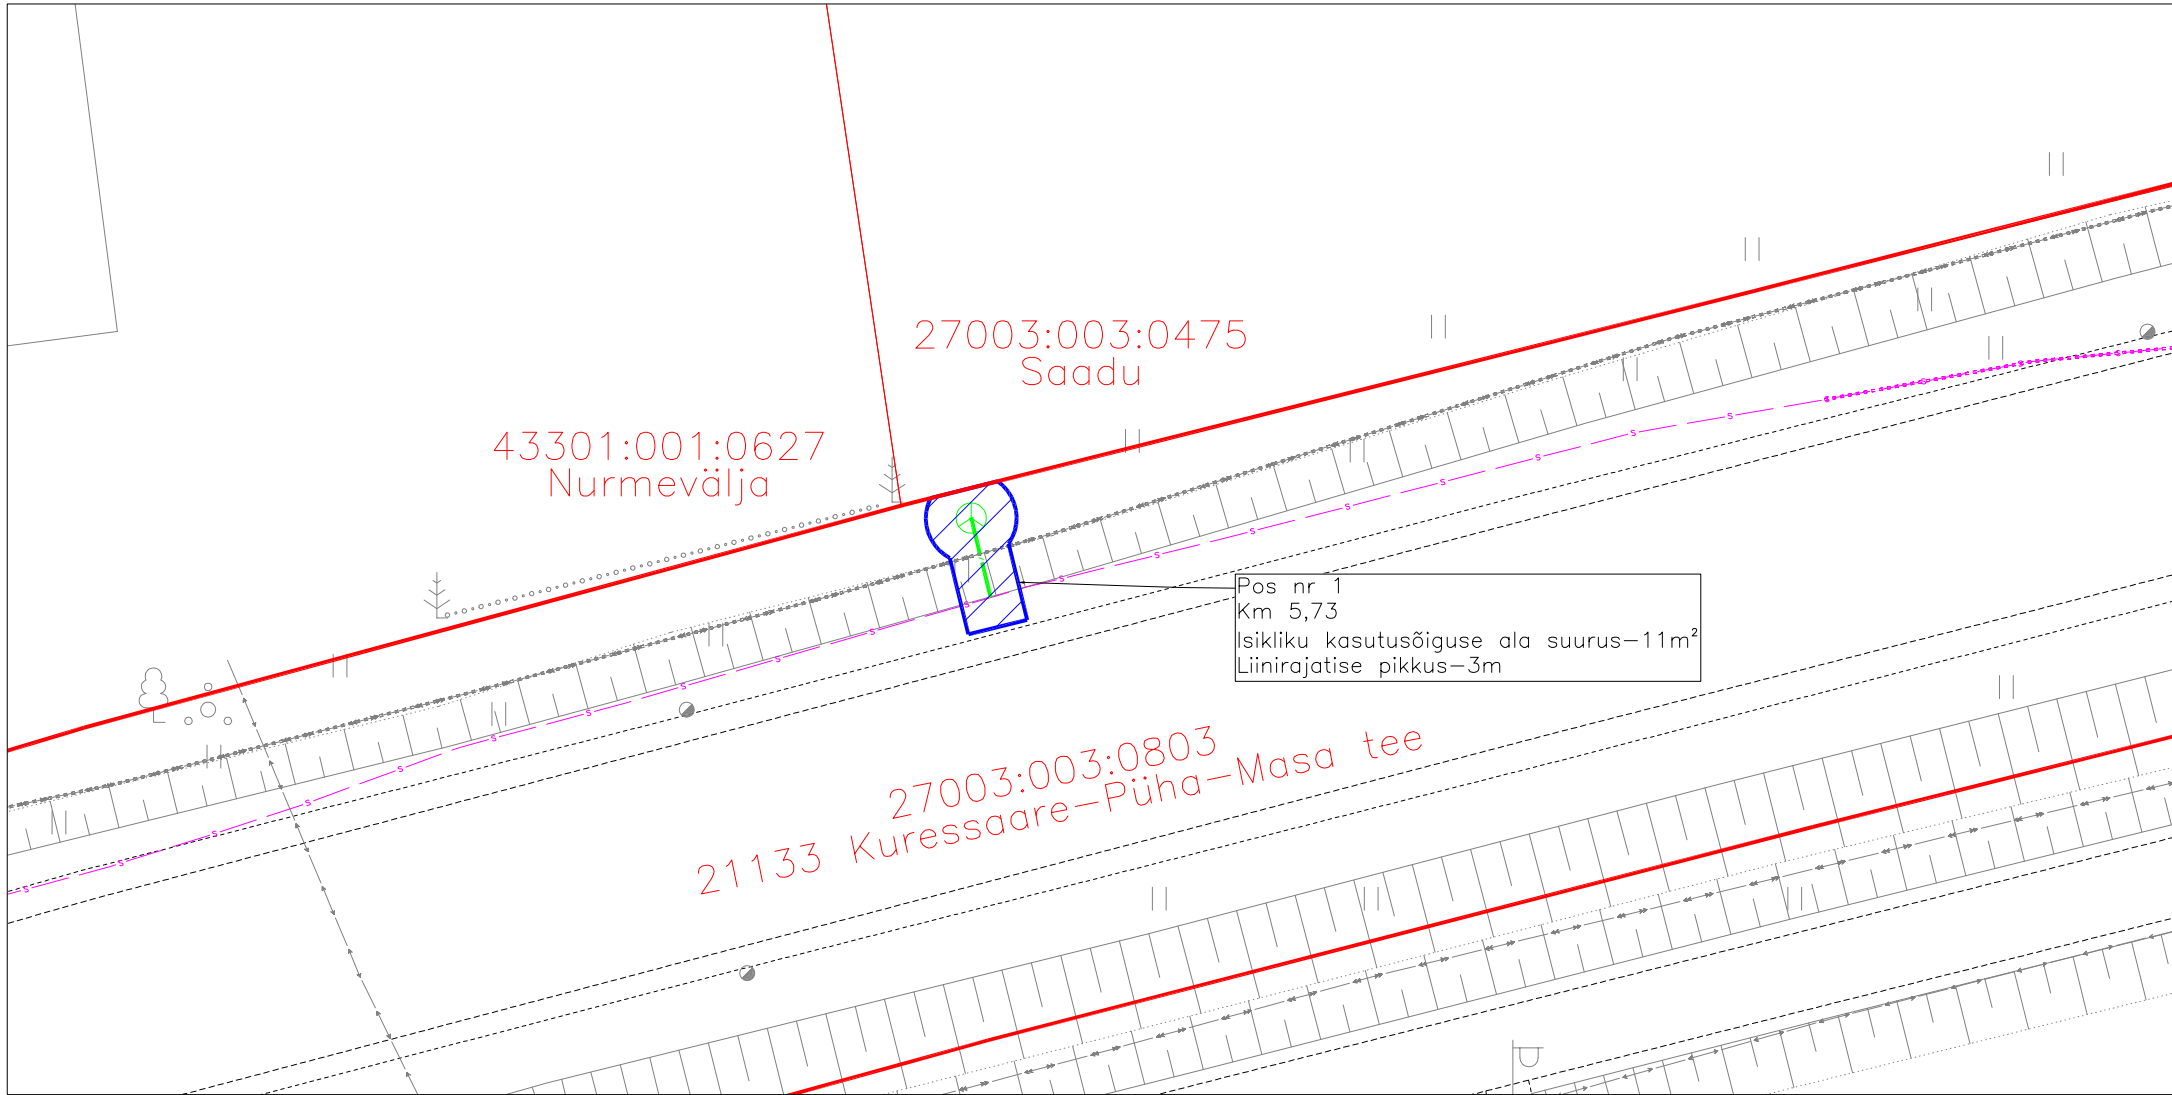 27003:003:0475
Saadu
43301:001:0627
Nurmevälja
Pos nr 1
Km 5,73
Isikliku kasutusõiguse ala suurus-11m²
Liinirajatise pikkus-3m
27003:003:0803
21133 Kuressaare-Püha-Masa tee